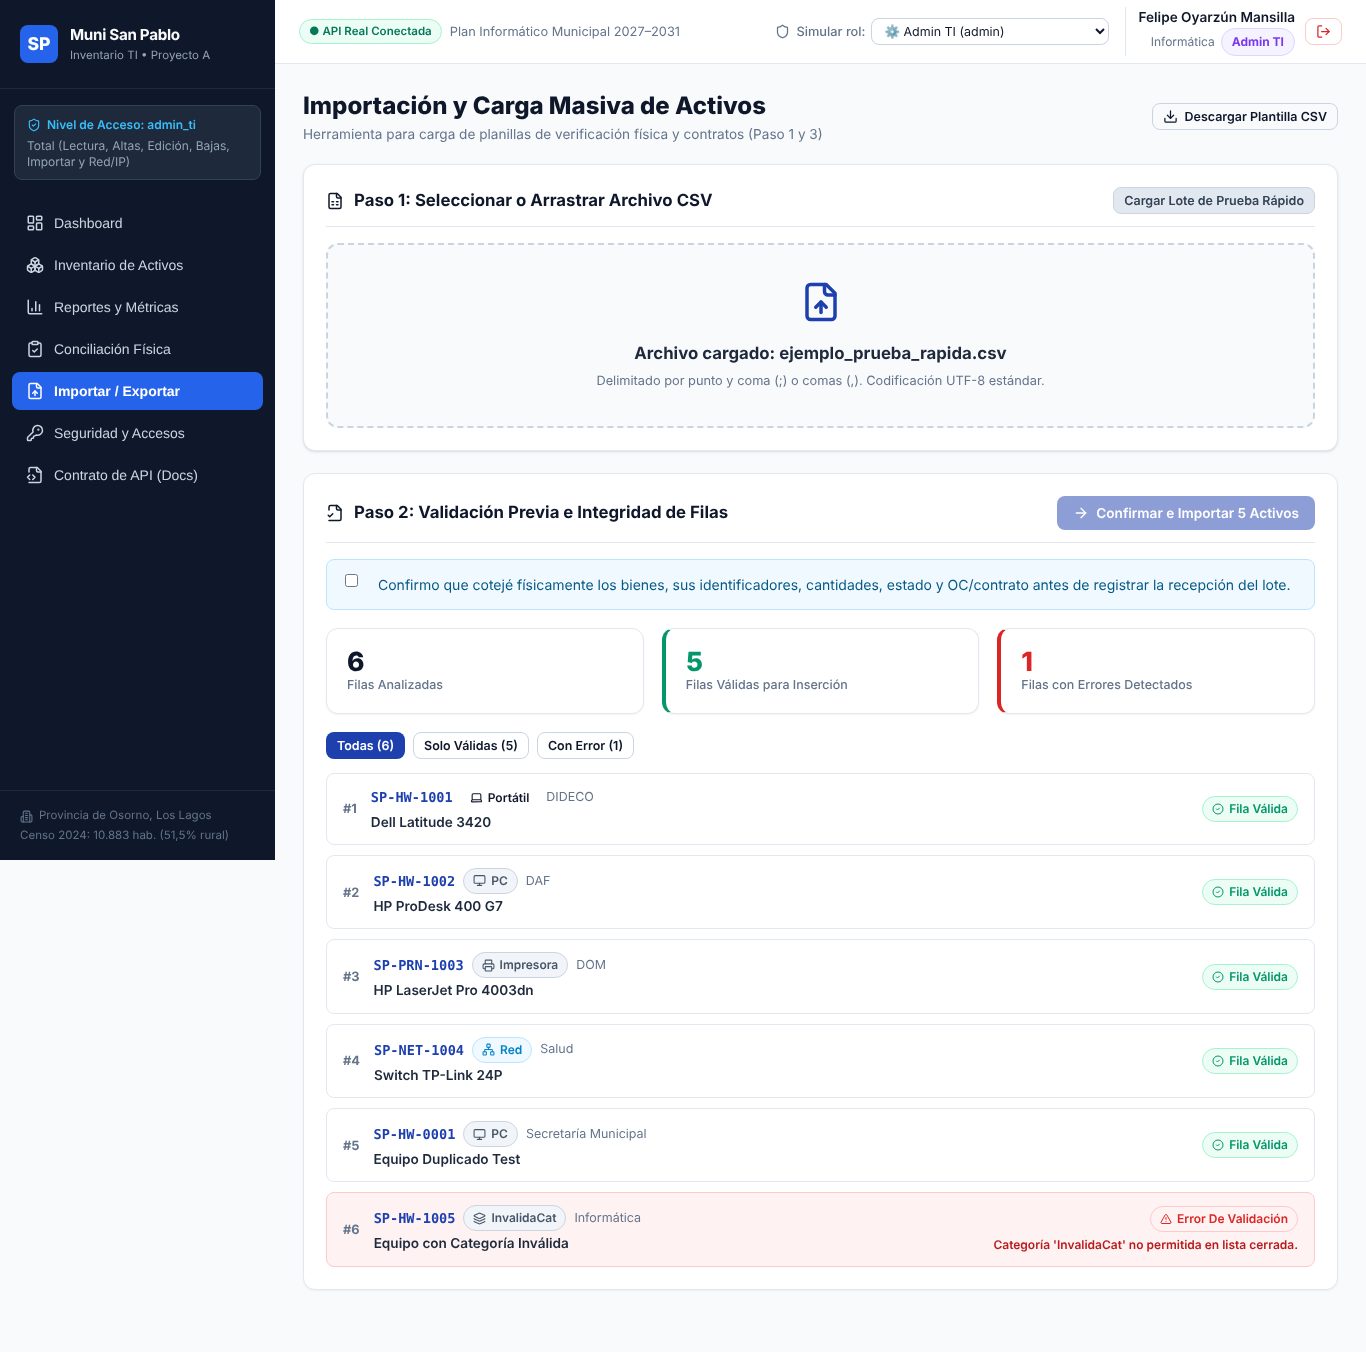 SP
Muni San Pablo
Inventario TI • Proyecto A
Nivel de Acceso: admin_ti
Total (Lectura, Altas, Edición, Bajas,
Importar y Red/IP)
Dashboard
Inventario de Activos
Reportes y Métricas
Conciliación Física
Importar / Exportar
Seguridad y Accesos
Contrato de API (Docs)
Provincia de Osorno, Los Lagos
Censo 2024: 10.883 hab. (51,5% rural)
API Real Conectada
Plan Informático Municipal 2027–2031
Simular rol:
Admin TI (admin)
Felipe Oyarzún Mansilla
Informática
Admin TI
Importación y Carga Masiva de Activos
Herramienta para carga de planillas de verificación física y contratos (Paso 1 y 3)
Descargar Plantilla CSV
Paso 1: Seleccionar o Arrastrar Archivo CSV
Cargar Lote de Prueba Rápido
Archivo cargado: ejemplo_prueba_rapida.csv
Delimitado por punto y coma (;) o comas (,). Codificación UTF-8 estándar.
Paso 2: Validación Previa e Integridad de Filas
Confirmar e Importar 5 Activos
Confirmo que cotejé físicamente los bienes, sus identificadores, cantidades, estado y OC/contrato antes de registrar la recepción del lote.
6
Filas Analizadas
5
Filas Válidas para Inserción
1
Filas con Errores Detectados
Todas (6)
Solo Válidas (5)
Con Error (1)
#1
SP-HW-1001
Portátil
DIDECO
Dell Latitude 3420
Fila Válida
#2
SP-HW-1002
PC
DAF
HP ProDesk 400 G7
Fila Válida
#3
SP-PRN-1003
Impresora
DOM
HP LaserJet Pro 4003dn
Fila Válida
#4
SP-NET-1004
Red
Salud
Switch TP-Link 24P
Fila Válida
#5
SP-HW-0001
PC
Secretaría Municipal
Equipo Duplicado Test
Fila Válida
#6
SP-HW-1005
InvalidaCat
Informática
Equipo con Categoría Inválida
Error De Validación
Categoría 'InvalidaCat' no permitida en lista cerrada.